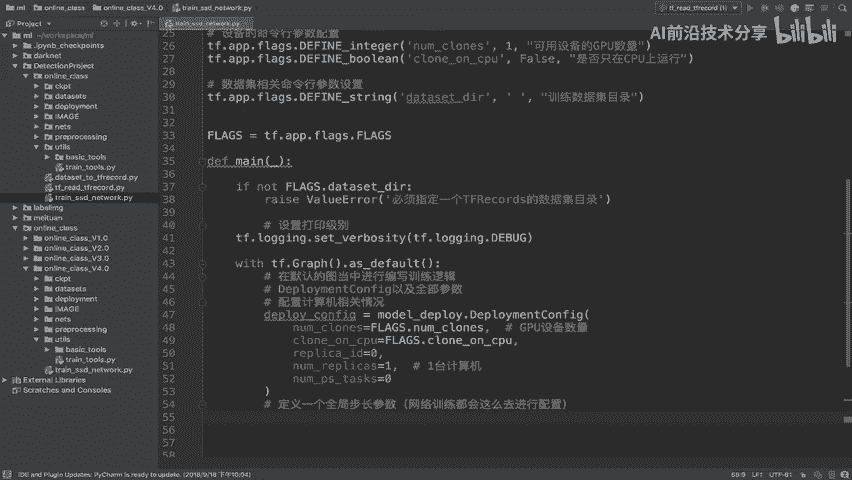 ml
online_class
online_class_V4.0
train_ssd_network.py
tf_read_tfrecord (1)
AI前沿技术分享
bilibili
Project
train_ssd_network.py
ml ~/workspace/ml
.ipynb_checkpoints
darknet
DetectionProject
online_class
ckpt
datasets
deployment
IMAGE
nets
preprocessing
utils
basic_tools
train_tools.py
dataset_to_tfrecord.py
tf_read_tfrecord.py
train_ssd_network.py
labelimg
meituan
online_class
online_class_V1.0
online_class_V2.0
online_class_V3.0
online_class_V4.0
ckpt
datasets
deployment
IMAGE
nets
preprocessing
utils
basic_tools
train_tools.py
train_ssd_network.py
External Libraries
Scratches and Consoles
25 # 设备的命令行参数配置
26 tf.app.flags.DEFINE_integer('num_clones', 1, "可用设备的GPU数量")
27 tf.app.flags.DEFINE_boolean('clone_on_cpu', False, "是否只在CPU上运行")
28
29 # 数据集相关命令行参数设置
30 tf.app.flags.DEFINE_string('dataset_dir', ' ', "训练数据集目录")
31
32
33 FLAGS = tf.app.flags.FLAGS
34
35 def main(_):
36
37 if not FLAGS.dataset_dir:
38 raise ValueError('必须指定一个TFRecords的数据集目录')
39
40 # 设置打印级别
41 tf.logging.set_verbosity(tf.logging.DEBUG)
42
43 with tf.Graph().as_default():
44 # 在默认的图当中进行编写训练逻辑
45 # DeploymentConfig以及全部参数
46 # 配置计算机相关情况
47 deploy_config = model_deploy.DeploymentConfig(
48 num_clones=FLAGS.num_clones, # GPU设备数量
49 clone_on_cpu=FLAGS.clone_on_cpu,
50 replica_id=0,
51 num_replicas=1, # 1台计算机
52 num_ps_tasks=0
53 )
54 # 定义一个全局步长参数（网络训练都会这么去进行配置）
55
56
57
58
IDE and Plugin Updates: PyCharm is ready to update. (2018/9/18 下午10:04)
55:9 LF÷ UTF-8÷